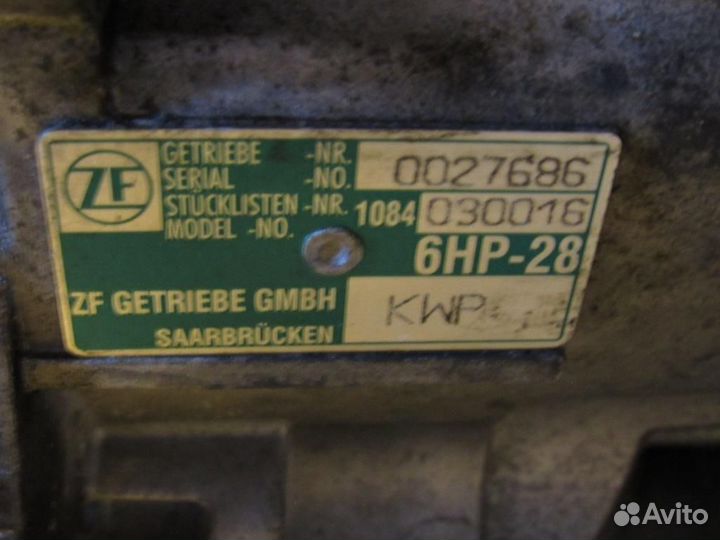 ZF
GETRIEBE -NR.
SERIAL -NO. 0027686
STÜCKLISTEN -NR.
MODEL -NO. 1084 030016
6HP-28
ZF GETRIEBE GMBH
SAARBRÜCKEN
KWP
Avito